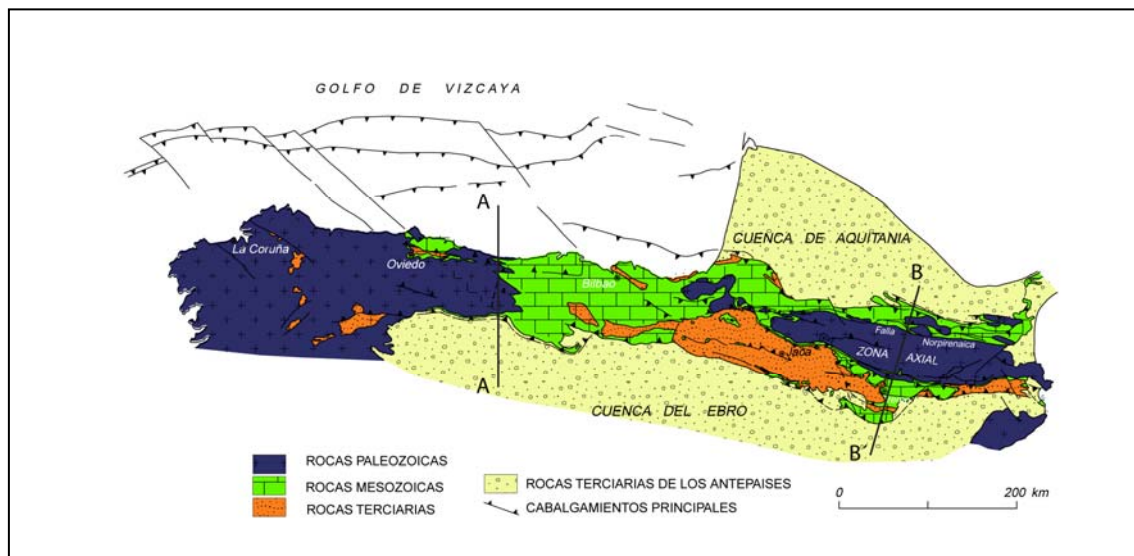 GOLFO DE VIZCAYA
A
La Coruña
Oviedo
Bilbao
CUENCA DE AQUITANIA
B'
Falla
Norpirenaica
Jaca
ZONA AXIAL
A
CUENCA DEL EBRO
B'
ROCAS PALEOZOICAS
ROCAS MESOZOICAS
ROCAS TERCIARIAS
ROCAS TERCIARIAS DE LOS ANTEPAISES
CABALGAMIENTOS PRINCIPALES
0 200 km